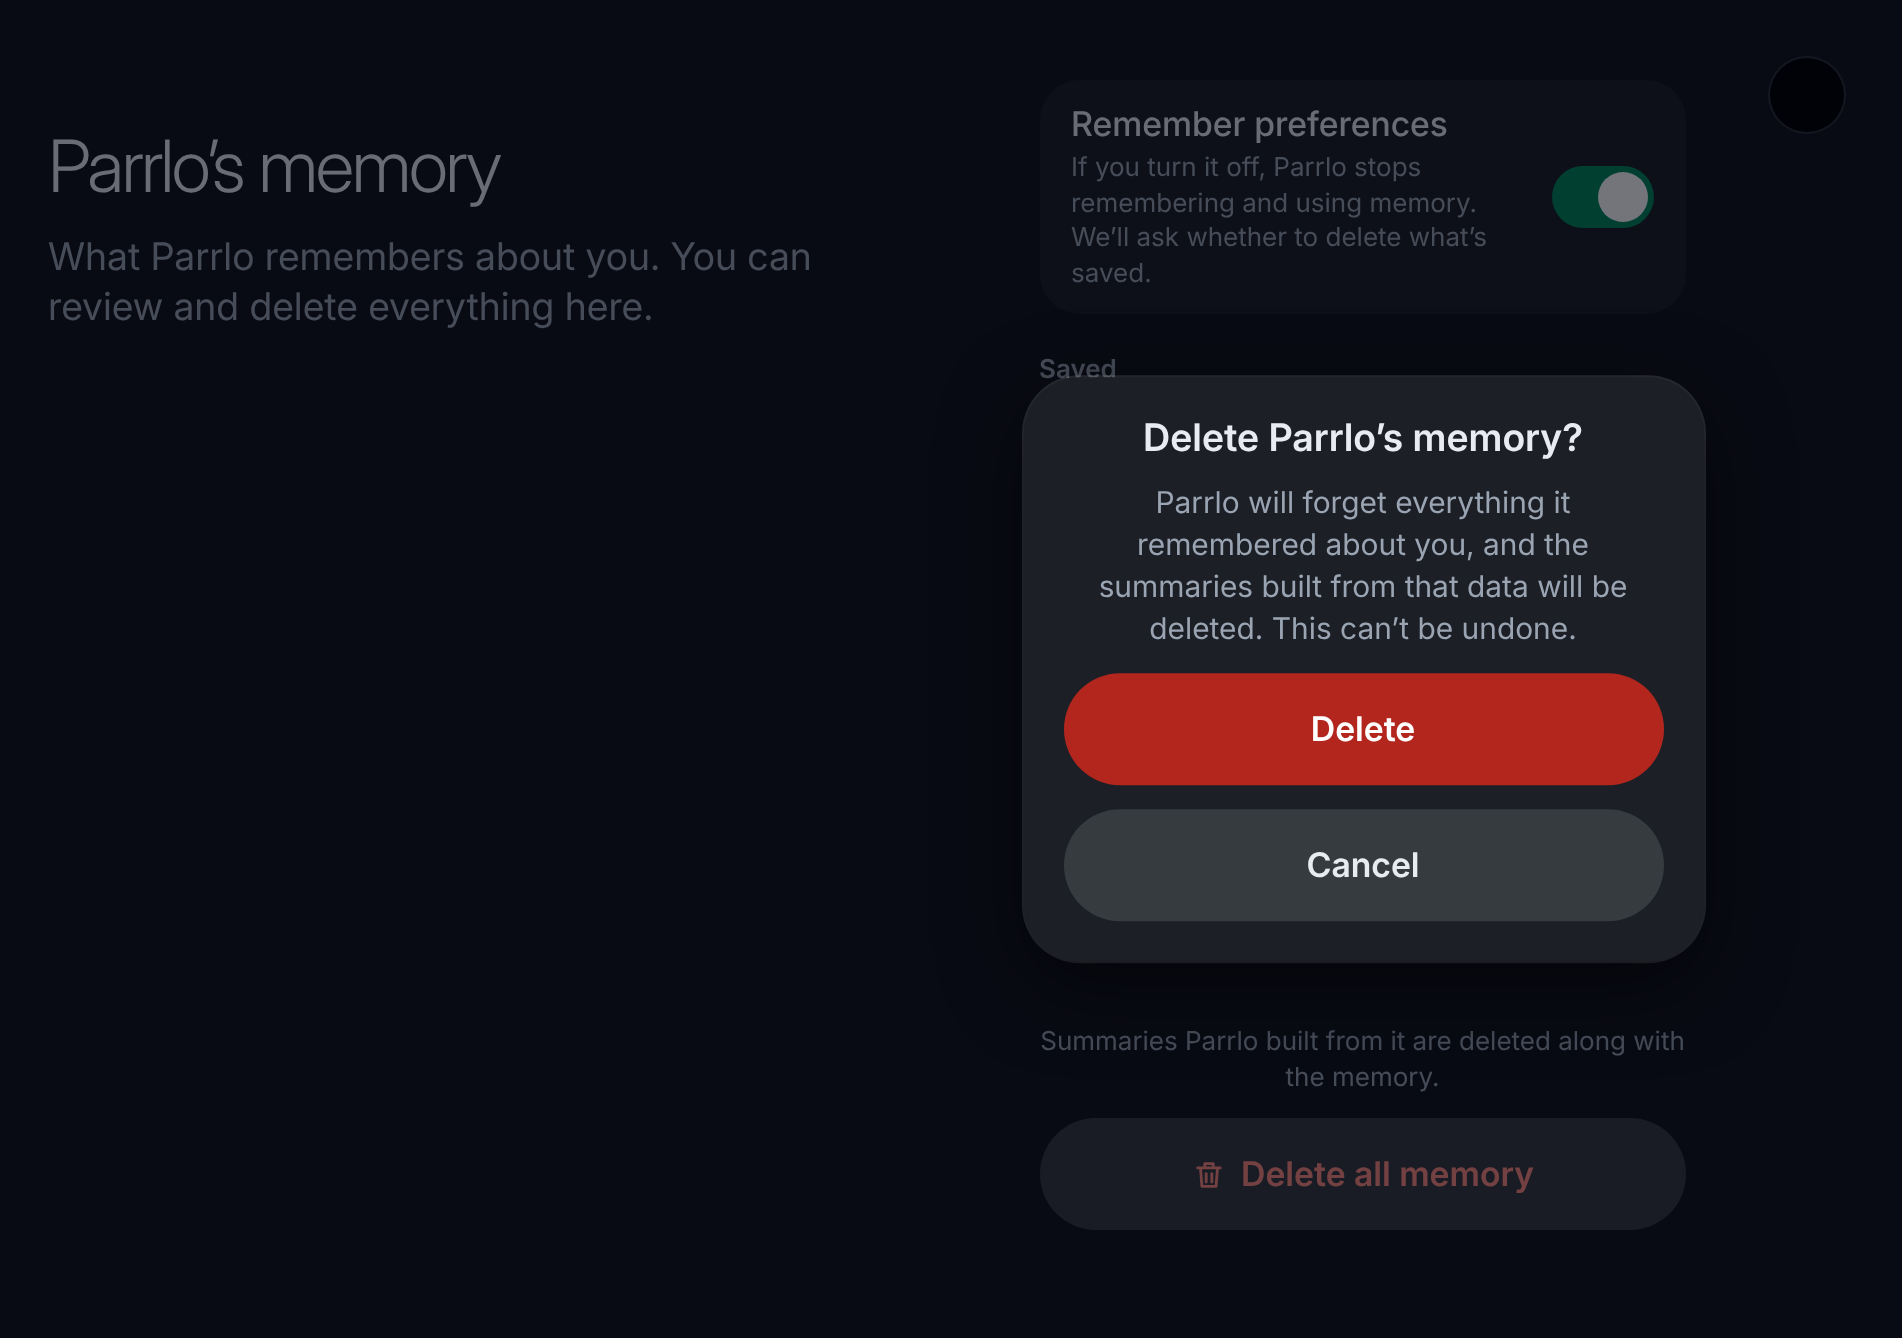 Parrlo’s memory
What Parrlo remembers about you. You can
review and delete everything here.
Remember preferences
If you turn it off, Parrlo stops
remembering and using memory.
We’ll ask whether to delete what’s
saved.
Saved
Delete Parrlo’s memory?
Parrlo will forget everything it
remembered about you, and the
summaries built from that data will be
deleted. This can’t be undone.
Delete
Cancel
Summaries Parrlo built from it are deleted along with
the memory.
Delete all memory